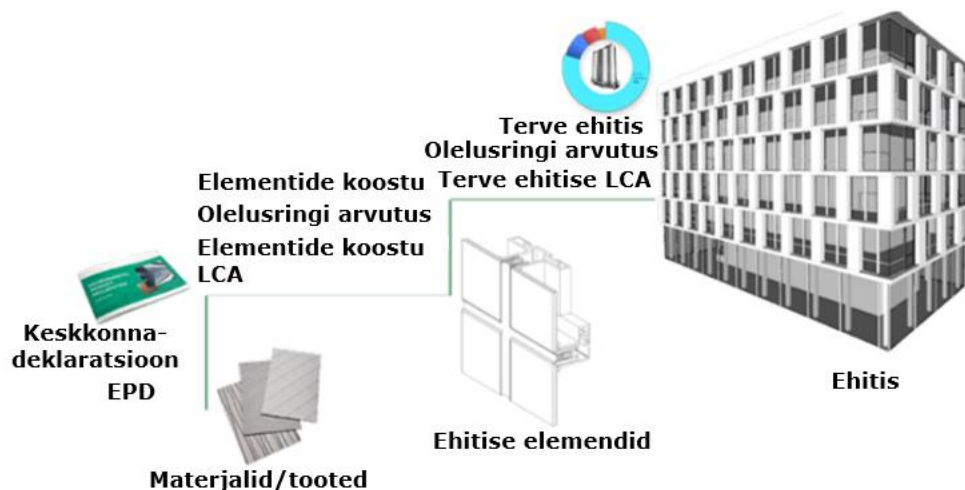 Terve ehitis
Olelusringi arvutus
Terve ehitise LCA
Elementide koostu
Olelusringi arvutus
Elementide koostu
LCA
Keskkonna-
deklaratsioon
EPD
Ehitis
Ehitise elemendid
Materjalid/tooted